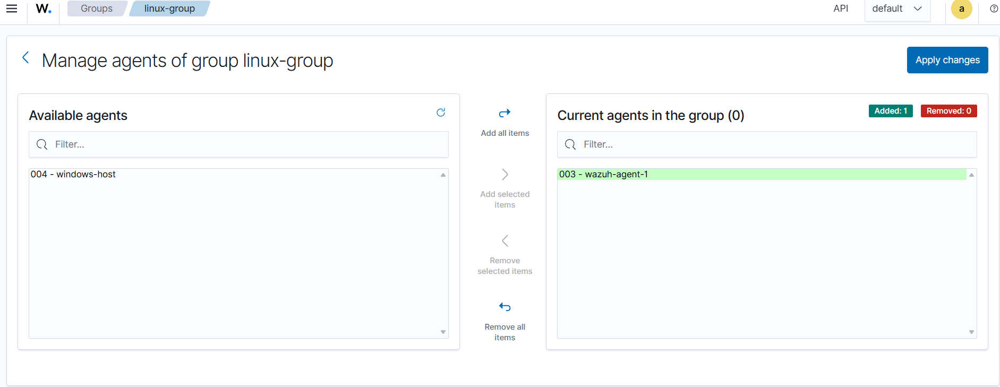 W. Groups linux-group API default a
Manage agents of group linux-group
Apply changes
Available agents
Filter...
004 - windows-host
Add all items
Add selected
items
Remove
selected items
Remove all
items
Current agents in the group (0)
Added: 1 Removed: 0
Filter...
003 - wazuh-agent-1